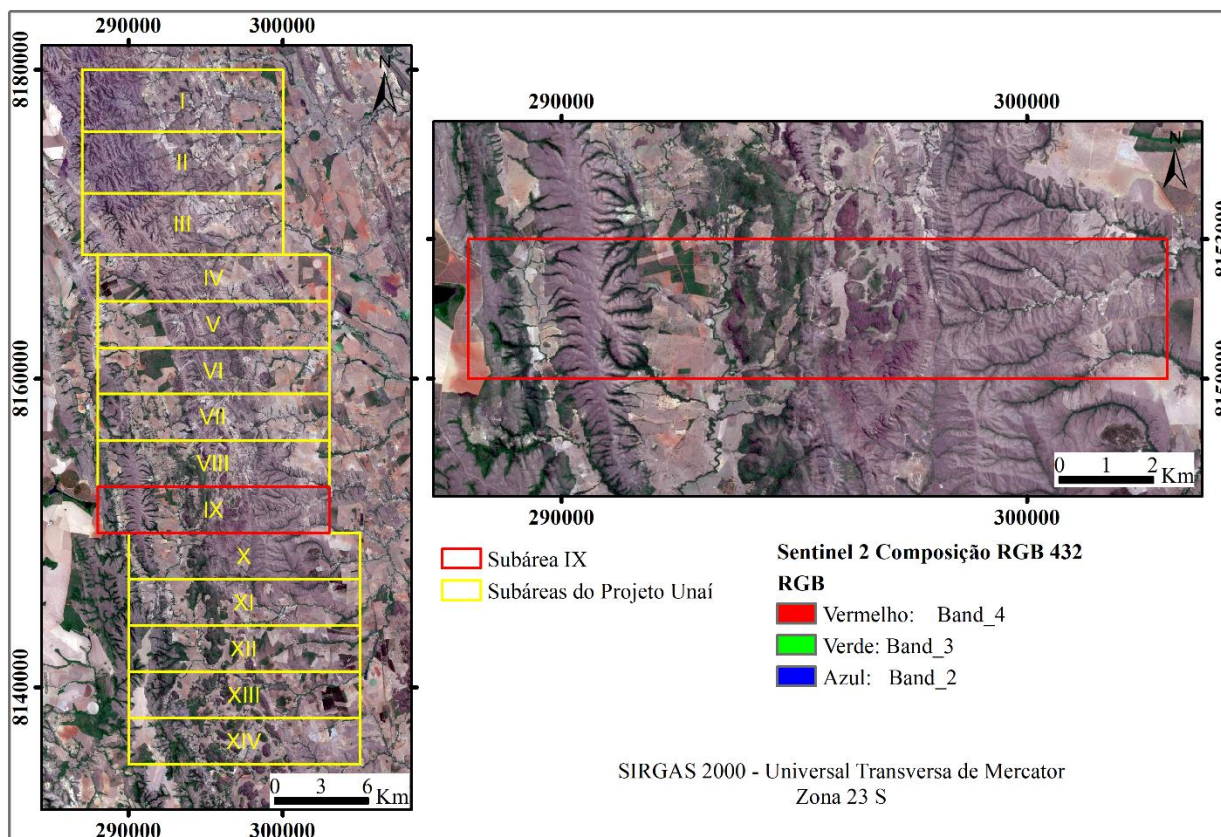 290000 300000
N
8180000
8160000
8140000
I
II
III
IV
V
VI
VII
VIII
IX
X
XI
XII
XIII
XIV
0 3 6
Km
290000 300000
290000 300000
N
8153000
8150000
0 1 2
Km
290000 300000
Subárea IX
Subáreas do Projeto Unaí
Sentinel 2 Composição RGB 432
RGB
Vermelho: Band_4
Verde: Band_3
Azul: Band_2
SIRGAS 2000 - Universal Transversa de Mercator
Zona 23 S